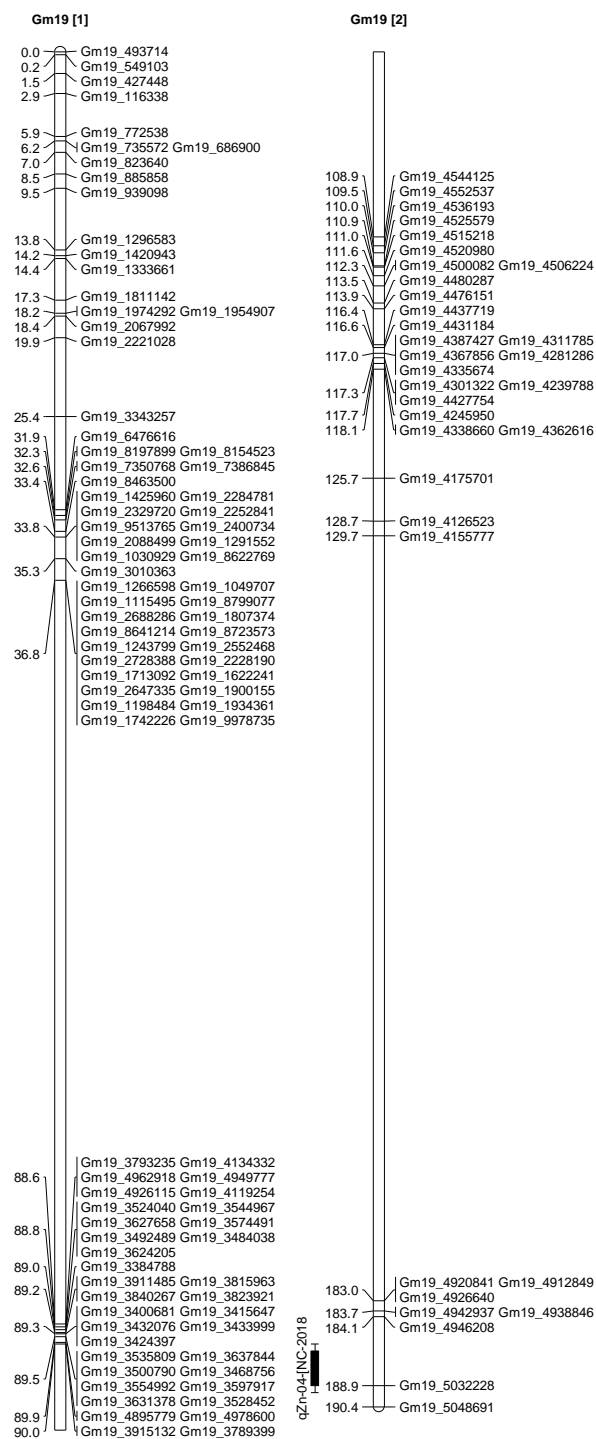 Gm19 [1]
0.0 Gm19_493714
0.2 Gm19_549103
1.5 Gm19_427448
2.9 Gm19_116338
5.9 Gm19_772538
6.2 Gm19_735572 Gm19_686900
7.0 Gm19_823640
8.5 Gm19_885858
9.5 Gm19_939098
13.8 Gm19_1296583
14.2 Gm19_1420943
14.4 Gm19_1333661
17.3 Gm19_1811142
18.2 Gm19_1974292 Gm19_1954907
18.4 Gm19_2067992
19.9 Gm19_2221028
25.4 Gm19_3343257
31.9 Gm19_6476616
32.3 Gm19_8197899 Gm19_8154523
32.6 Gm19_7350768 Gm19_7386845
33.4 Gm19_8463500
Gm19_1425960 Gm19_2284781
Gm19_2329720 Gm19_2252841
33.8 Gm19_9513765 Gm19_2400734
Gm19_2088499 Gm19_1291552
Gm19_1030929 Gm19_8622769
35.3 Gm19_3010363
Gm19_1266598 Gm19_1049707
Gm19_1115495 Gm19_8799077
Gm19_2688286 Gm19_1807374
Gm19_8641214 Gm19_8723573
Gm19_1243799 Gm19_2552468
36.8 Gm19_2728388 Gm19_2228190
Gm19_1713092 Gm19_1622241
Gm19_2647335 Gm19_1900155
Gm19_1198484 Gm19_1934361
Gm19_1742226 Gm19_9978735
Gm19_3793235 Gm19_4134332
88.6 Gm19_4962918 Gm19_4949777
Gm19_4926115 Gm19_4119254
Gm19_3524040 Gm19_3544967
88.8 Gm19_3627658 Gm19_3574491
Gm19_3492489 Gm19_3484038
Gm19_3624205
89.0 Gm19_3384788
89.2 Gm19_3911485 Gm19_3815963
Gm19_3840267 Gm19_3823921
Gm19_3400681 Gm19_3415647
89.3 Gm19_3432076 Gm19_3433999
Gm19_3424397
Gm19_3535809 Gm19_3637844
89.5 Gm19_3500790 Gm19_3468756
Gm19_3554992 Gm19_3597917
Gm19_3631378 Gm19_3528452
89.9 Gm19_4895779 Gm19_4978600
90.0 Gm19_3915132 Gm19_3789399
Gm19 [2]
108.9 Gm19_4544125
109.5 Gm19_4552537
110.0 Gm19_4536193
110.9 Gm19_4525579
111.0 Gm19_4515218
111.6 Gm19_4520980
112.3 Gm19_4500082 Gm19_4506224
113.5 Gm19_4480287
113.9 Gm19_4476151
116.4 Gm19_4437719
116.6 Gm19_4431184
Gm19_4387427 Gm19_4311785
117.0 Gm19_4367856 Gm19_4281286
Gm19_4335674
117.3 Gm19_4301322 Gm19_4239788
Gm19_4427754
117.7 Gm19_4245950
118.1 Gm19_4338660 Gm19_4362616
125.7 Gm19_4175701
128.7 Gm19_4126523
129.7 Gm19_4155777
183.0 Gm19_4920841 Gm19_4912849
Gm19_4926640
183.7 Gm19_4942937 Gm19_4938846
184.1 Gm19_4946208
188.9 Gm19_5032228
190.4 Gm19_5048691
qZn-04-[NC-2018